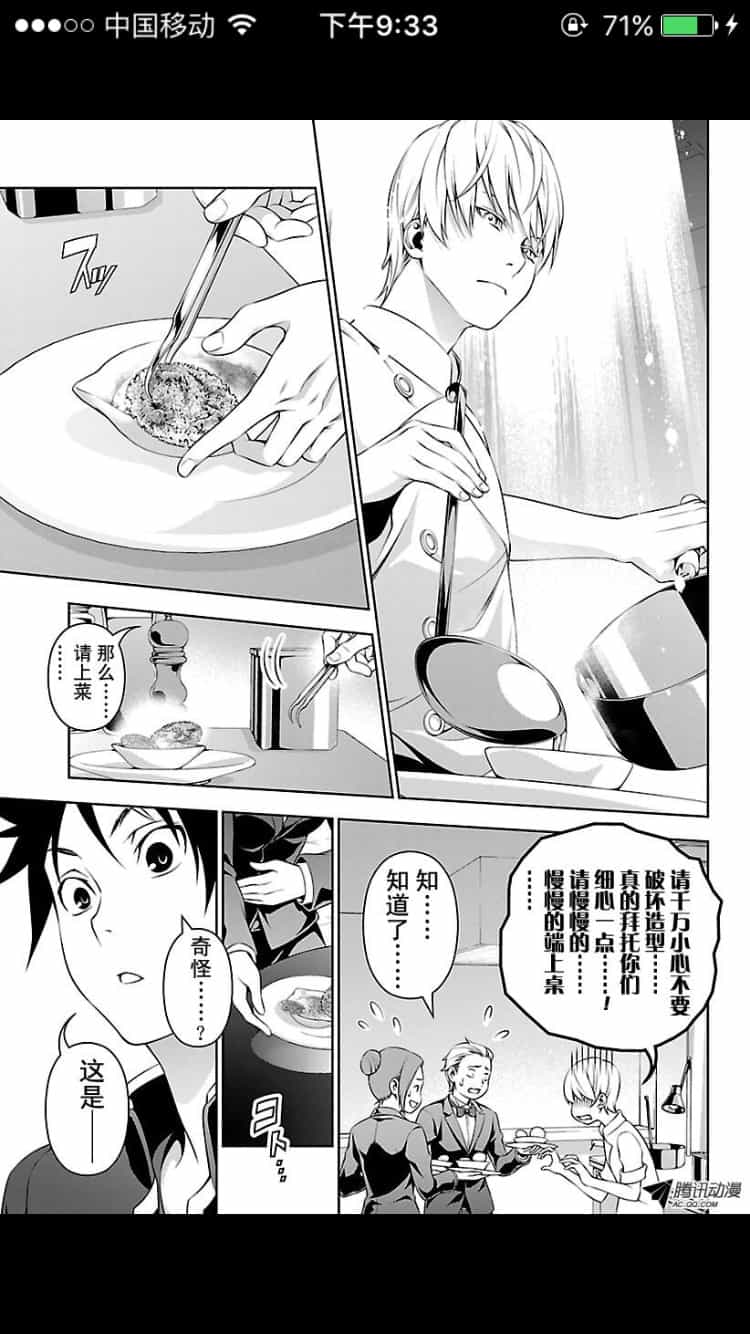 中国移动
下午9:33
71%
スッ
那么……
请上菜
……
请千万小心不要
破坏造型……
真的拜托你们
细心一点……!
请慢慢的……
慢慢的端上桌
……
知……
知道了……
ヨト…
奇怪……?
这是——
腾讯动漫
AC.QQ.COM